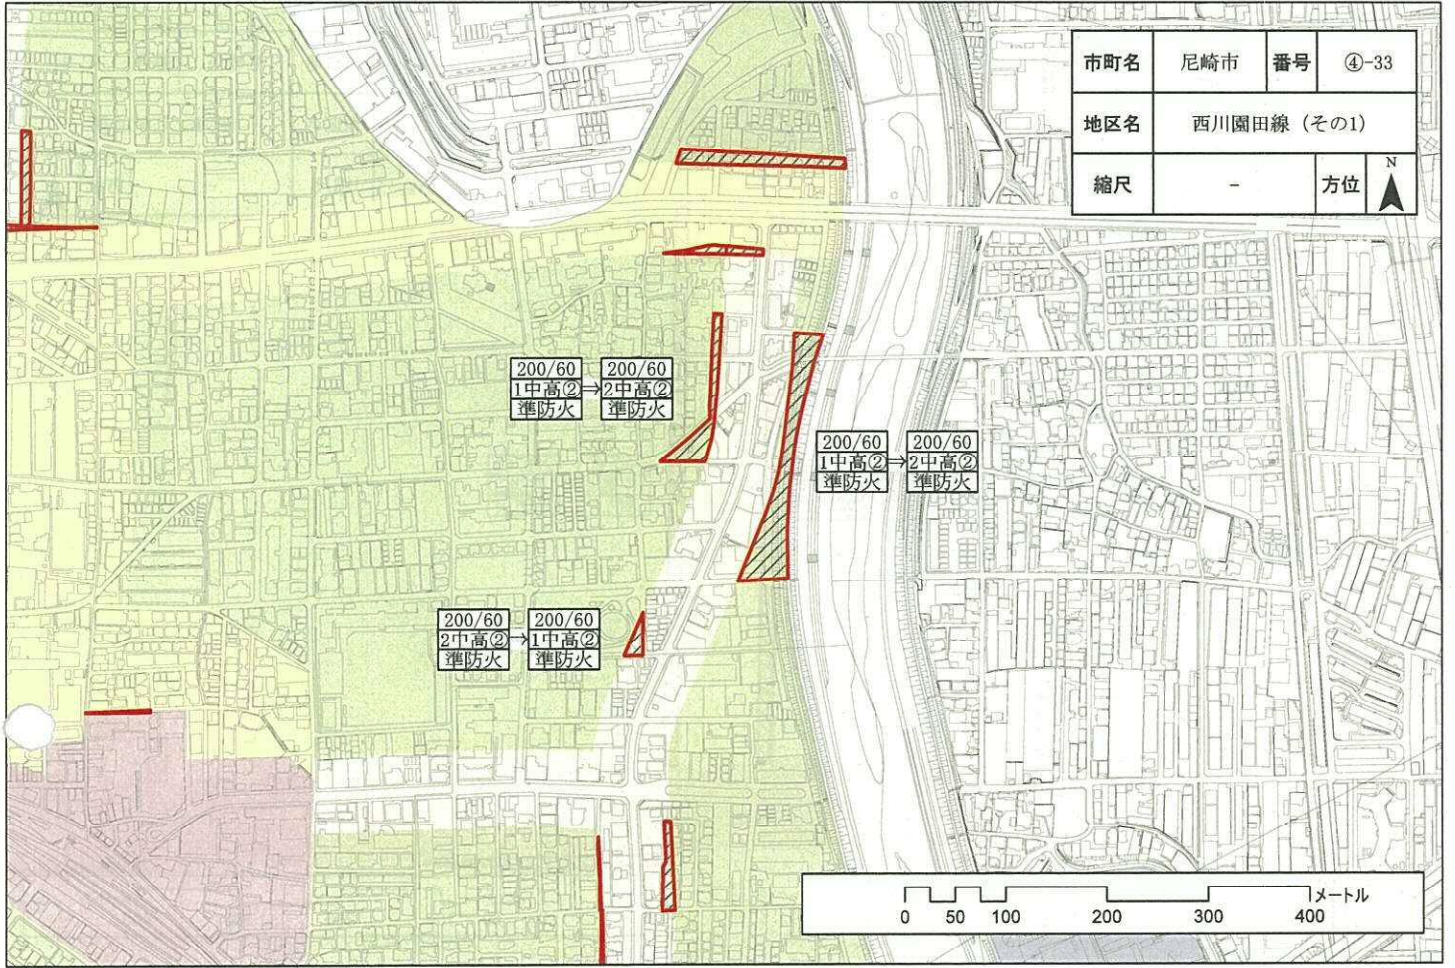 市町名 尼崎市 番号 ④-33
地区名 西川園田線（その1）
縮尺 - 方位 N
200/60 200/60
1中高②⇒2中高②
準防火 準防火
200/60 200/60
1中高②→2中高②
準防火 準防火
200/60 200/60
2中高②→1中高②
準防火 準防火
メートル
0 50 100 200 300 400